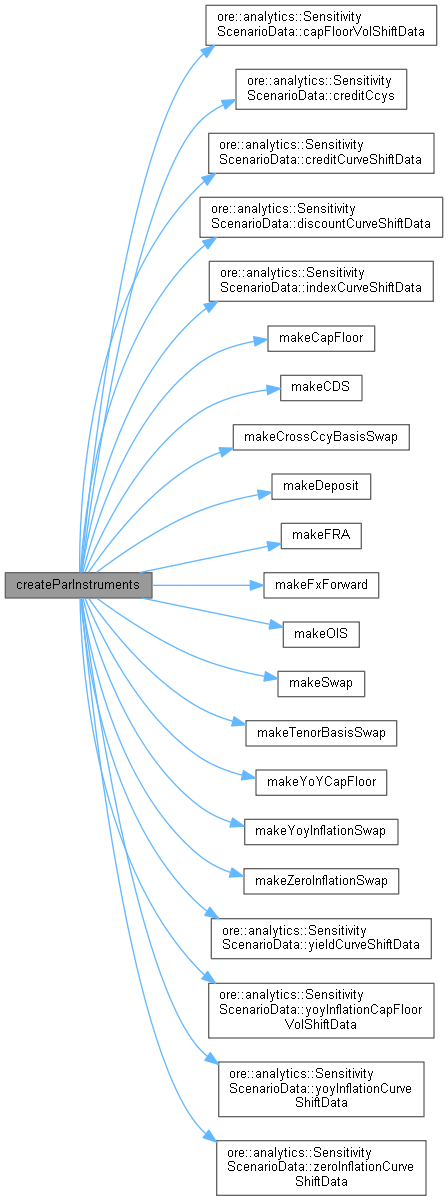 ore::analytics::Sensitivity
ScenarioData::capFloorVolShiftData
ore::analytics::Sensitivity
ScenarioData::creditCcys
ore::analytics::Sensitivity
ScenarioData::creditCurveShiftData
ore::analytics::Sensitivity
ScenarioData::discountCurveShiftData
ore::analytics::Sensitivity
ScenarioData::indexCurveShiftData
makeCapFloor
makeCDS
makeCrossCcyBasisSwap
makeDeposit
makeFRA
createParInstruments
makeFxForward
makeOIS
makeSwap
makeTenorBasisSwap
makeYoYCapFloor
makeYoyInflationSwap
makeZeroInflationSwap
ore::analytics::Sensitivity
ScenarioData::yieldCurveShiftData
ore::analytics::Sensitivity
ScenarioData::yoyInflationCapFloor
VolShiftData
ore::analytics::Sensitivity
ScenarioData::yoyInflationCurve
ShiftData
ore::analytics::Sensitivity
ScenarioData::zeroInflationCurve
ShiftData